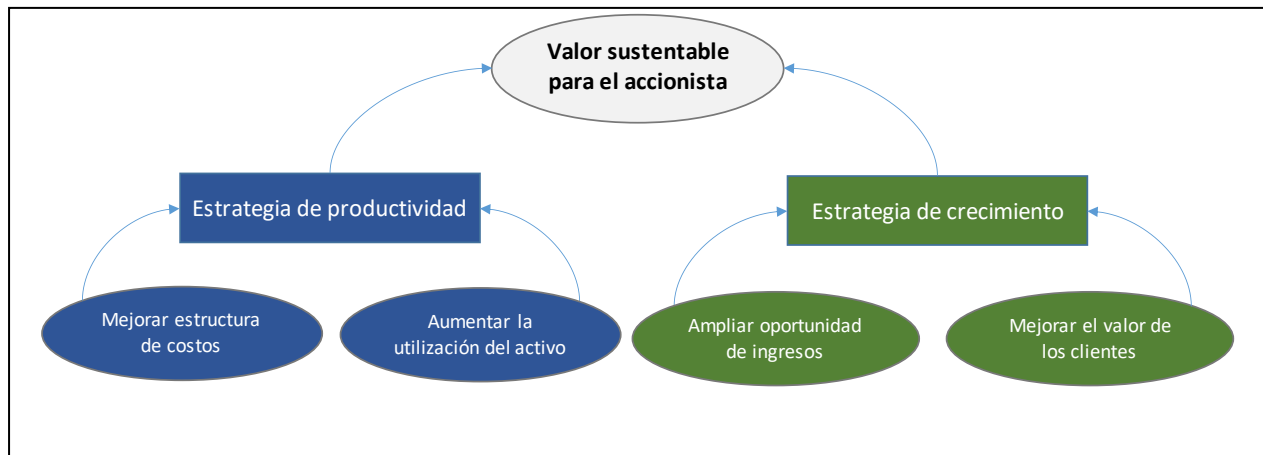 Valor sustentable
para el accionista
Estrategia de productividad
Estrategia de crecimiento
Mejorar estructura
de costos
Aumentar la
utilización del activo
Ampliar oportunidad
de ingresos
Mejorar el valor de
los clientes